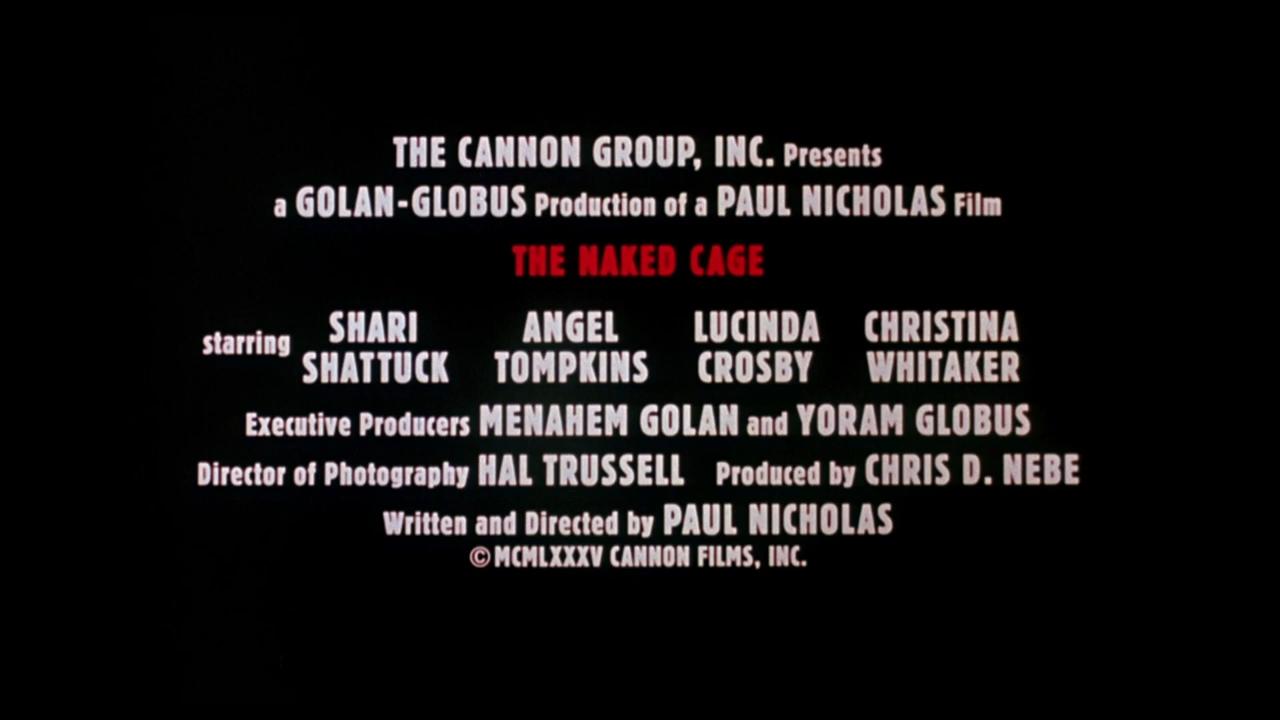 THE CANNON GROUP, INC. Presents
a GOLAN-GLOBUS Production of a PAUL NICHOLAS Film
THE NAKED CAGE
starring SHARI SHATTUCK ANGEL TOMPKINS LUCINDA CROSBY CHRISTINA WHITAKER
Executive Producers MENAHEM GOLAN and YORAM GLOBUS
Director of Photography HAL TRUSSELL Produced by CHRIS D. NEBE
Written and Directed by PAUL NICHOLAS
©MCMLXXXV CANNON FILMS, INC.